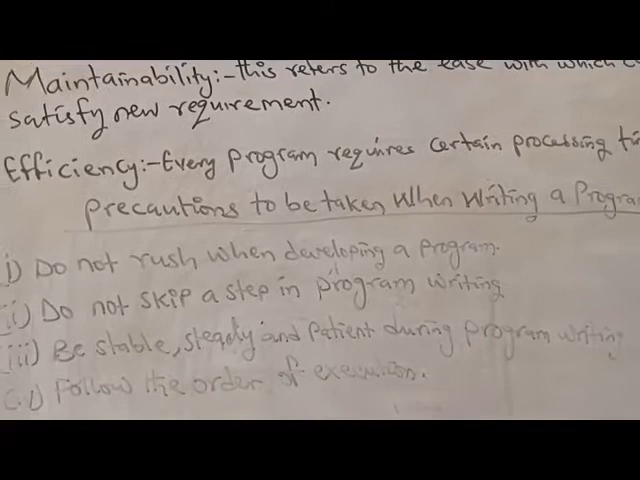 Maintainability:- this refers to the ease with which
satisfy new requirement.
Efficiency:- Every program requires certain processing
Precautions to be taken when writing a
i) Do not rush when developing a program.
ii) Do not skip a step in program writing
iii) Be stable, steady and patient during program writing
Follow the order of execution.